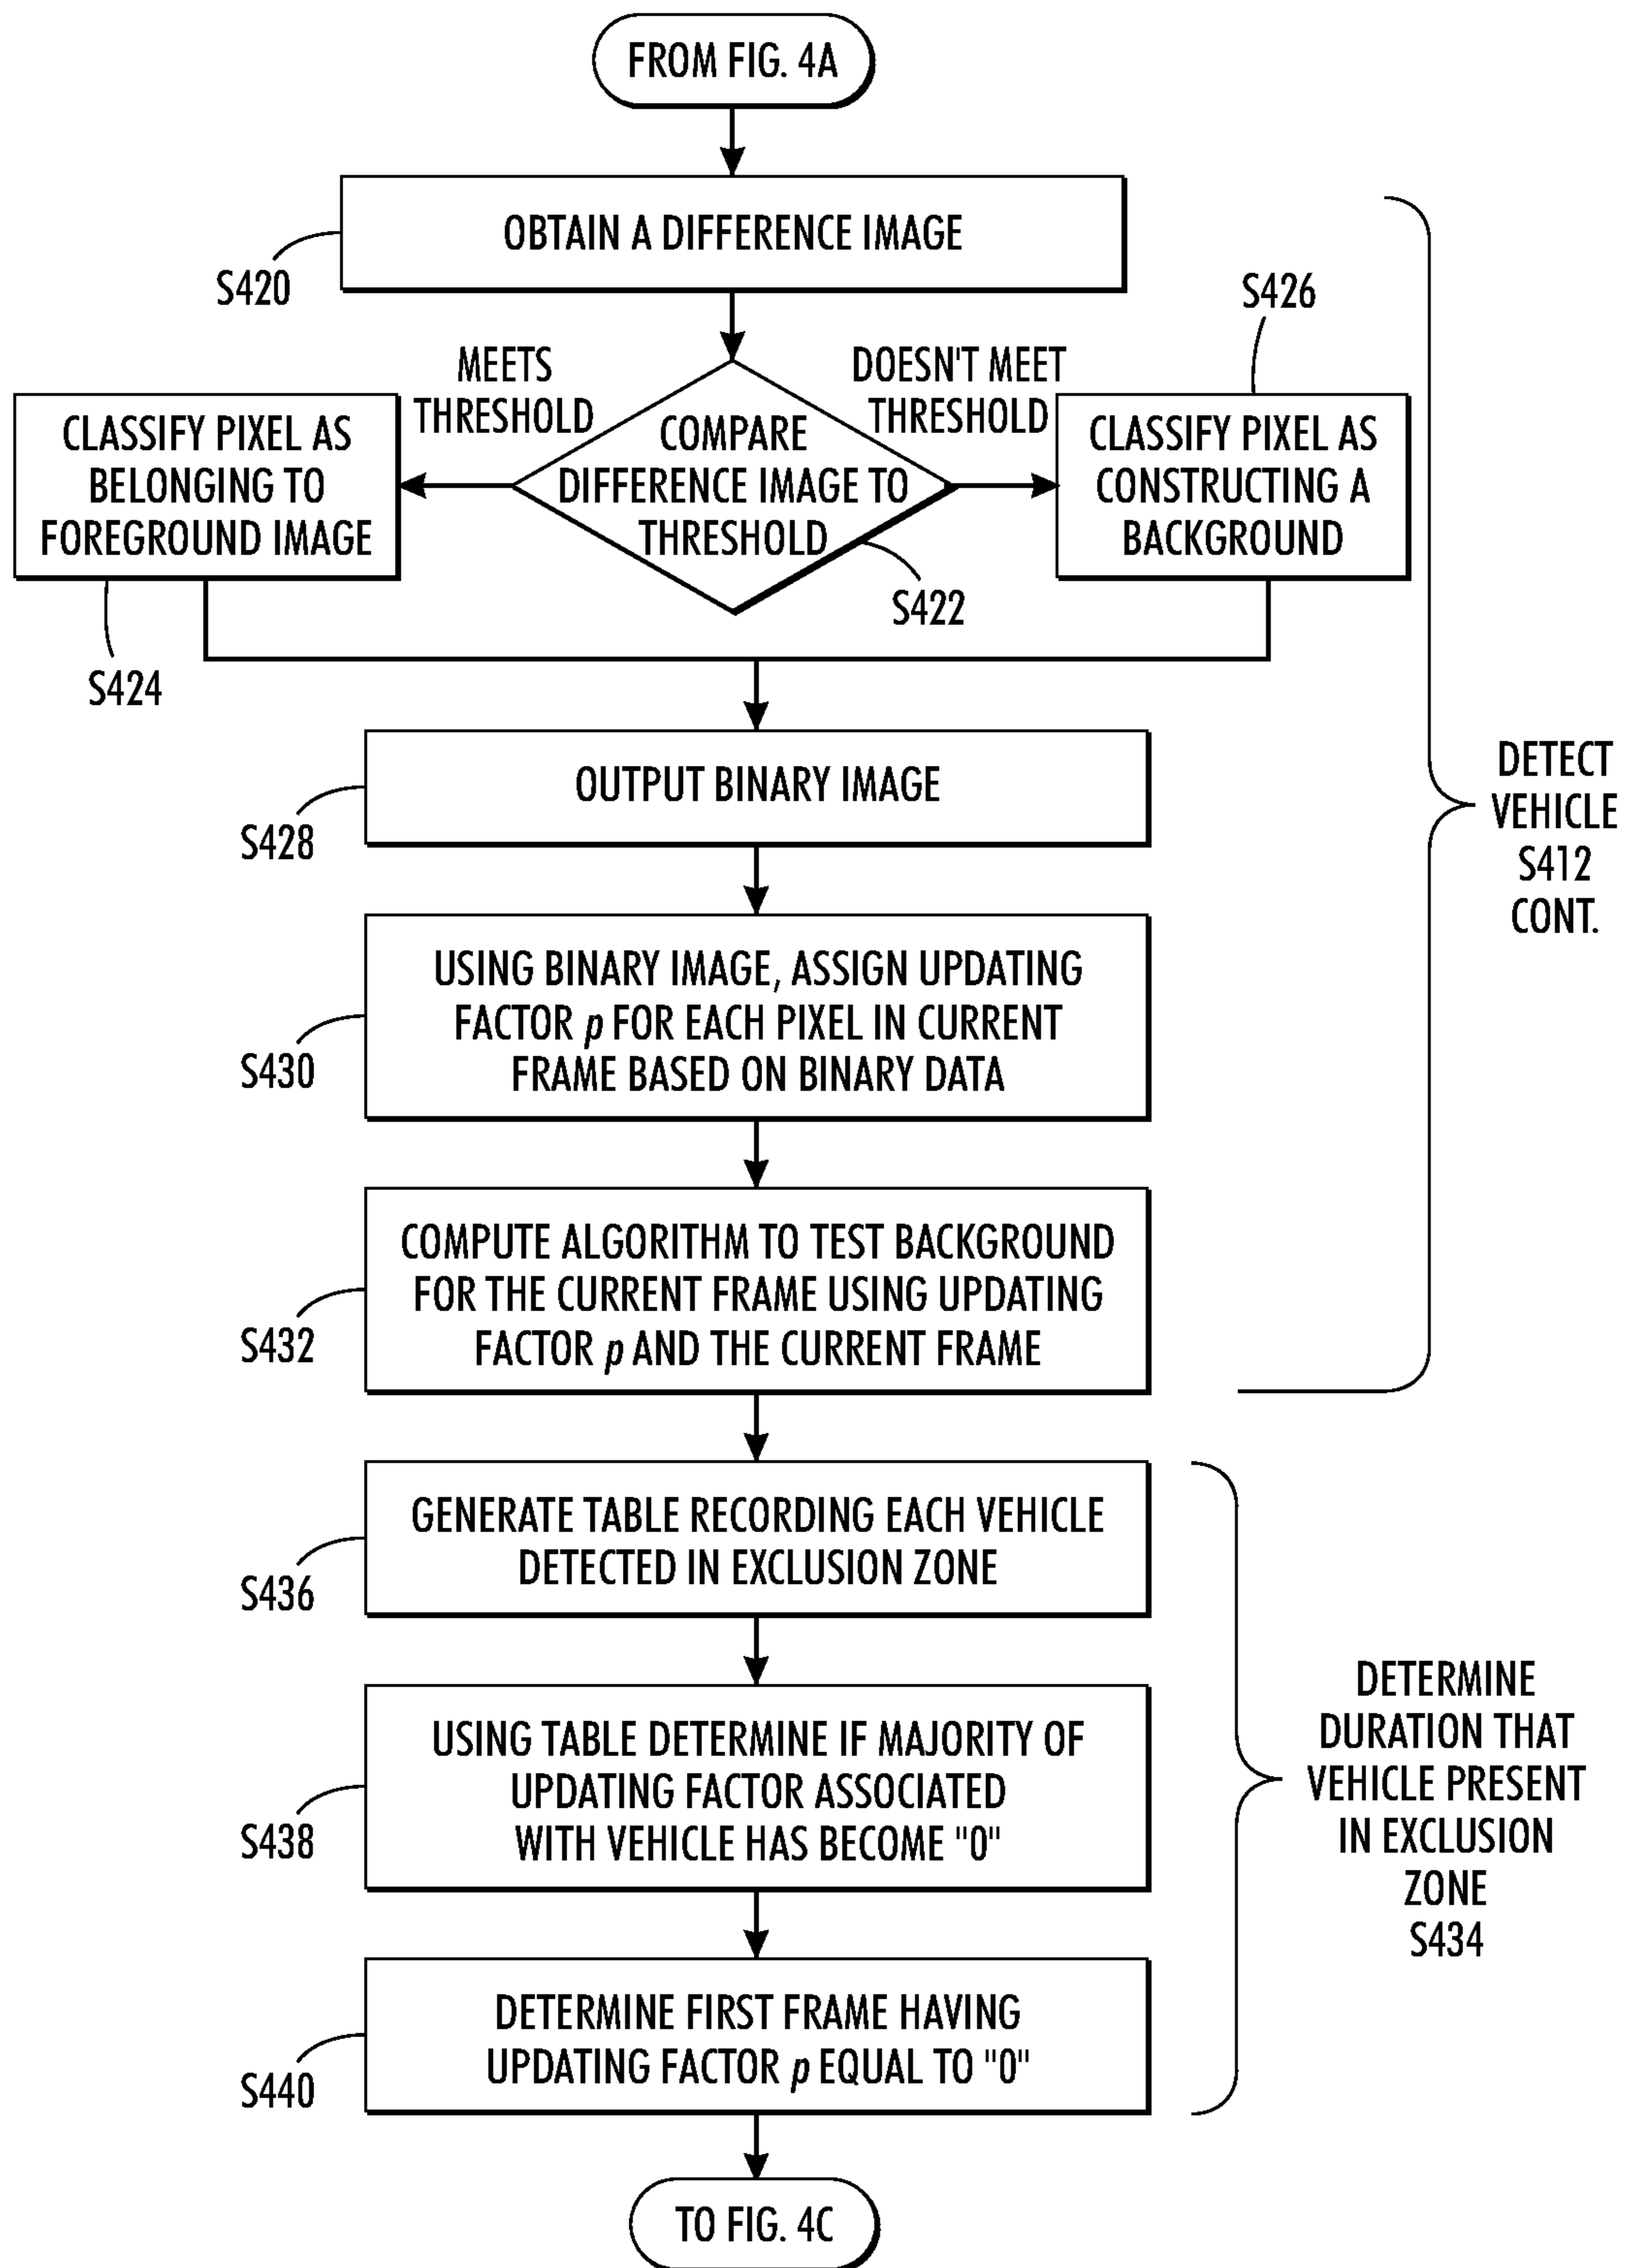 FROM FIG. 4A
OBTAIN A DIFFERENCE IMAGE
S420
S426
MEETS
THRESHOLD
DOESN'T MEET
THRESHOLD
CLASSIFY PIXEL AS
BELONGING TO
FOREGROUND IMAGE
COMPARE
DIFFERENCE IMAGE TO
THRESHOLD
CLASSIFY PIXEL AS
CONSTRUCTING A
BACKGROUND
S422
S424
OUTPUT BINARY IMAGE
S428
DETECT
VEHICLE
S412
CONT.
USING BINARY IMAGE, ASSIGN UPDATING
FACTOR p FOR EACH PIXEL IN CURRENT
FRAME BASED ON BINARY DATA
S430
COMPUTE ALGORITHM TO TEST BACKGROUND
FOR THE CURRENT FRAME USING UPDATING
FACTOR p AND THE CURRENT FRAME
S432
GENERATE TABLE RECORDING EACH VEHICLE
DETECTED IN EXCLUSION ZONE
S436
USING TABLE DETERMINE IF MAJORITY OF
UPDATING FACTOR ASSOCIATED
WITH VEHICLE HAS BECOME "0"
S438
DETERMINE
DURATION THAT
VEHICLE PRESENT
IN EXCLUSION
ZONE
S434
DETERMINE FIRST FRAME HAVING
UPDATING FACTOR p EQUAL TO "0"
S440
TO FIG. 4C